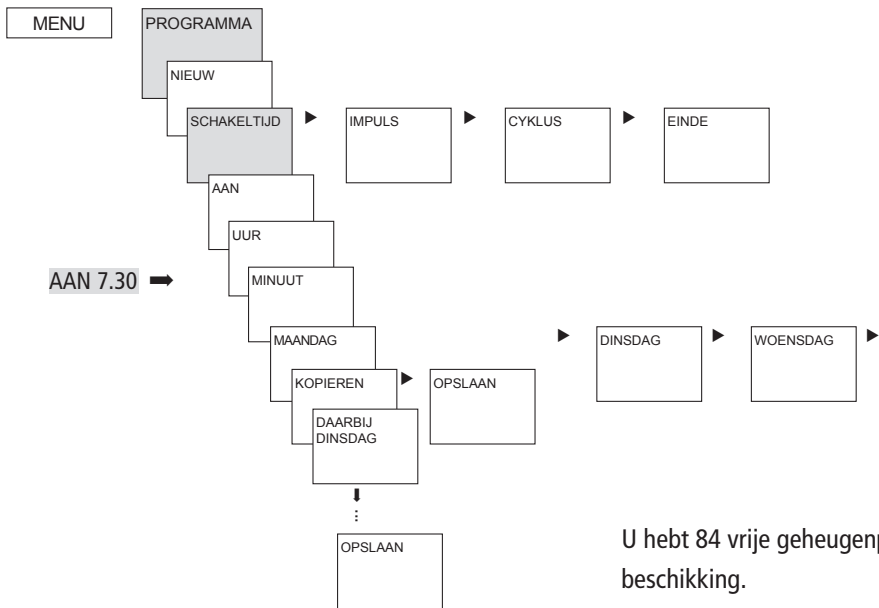 MENU
PROGRAMMA
NIEUW
SCHAKELTIJD
IMPULS
CYKLUS
EINDE
AAN
UUR
AAN 7.30
MINUUT
MAANDAG
DINSDAG
WOENSDAG
KOPIEREN
OPSLAAN
DAARBIJ
DINSDAG
OPSLAAN
U hebt 84 vrije
beschikking.